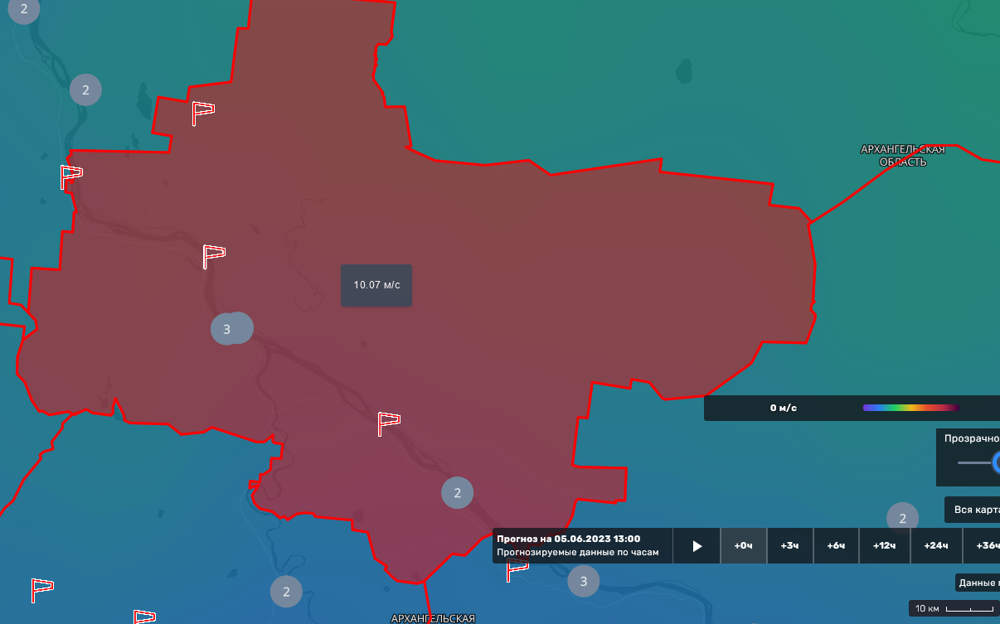 2
2
АРХАНГЕЛЬСКАЯ
ОБЛАСТЬ
10.07 м/с
3
0 м/с
Прозрачно
2
Вся карта
2
Прогноз на 05.06.2023 13:00
Прогнозируемые данные по часам
+0ч
+3ч
+6ч
+12ч
+24ч
+36ч
2
3
Данные
10 км
АРХАНГЕЛЬСКАЯ